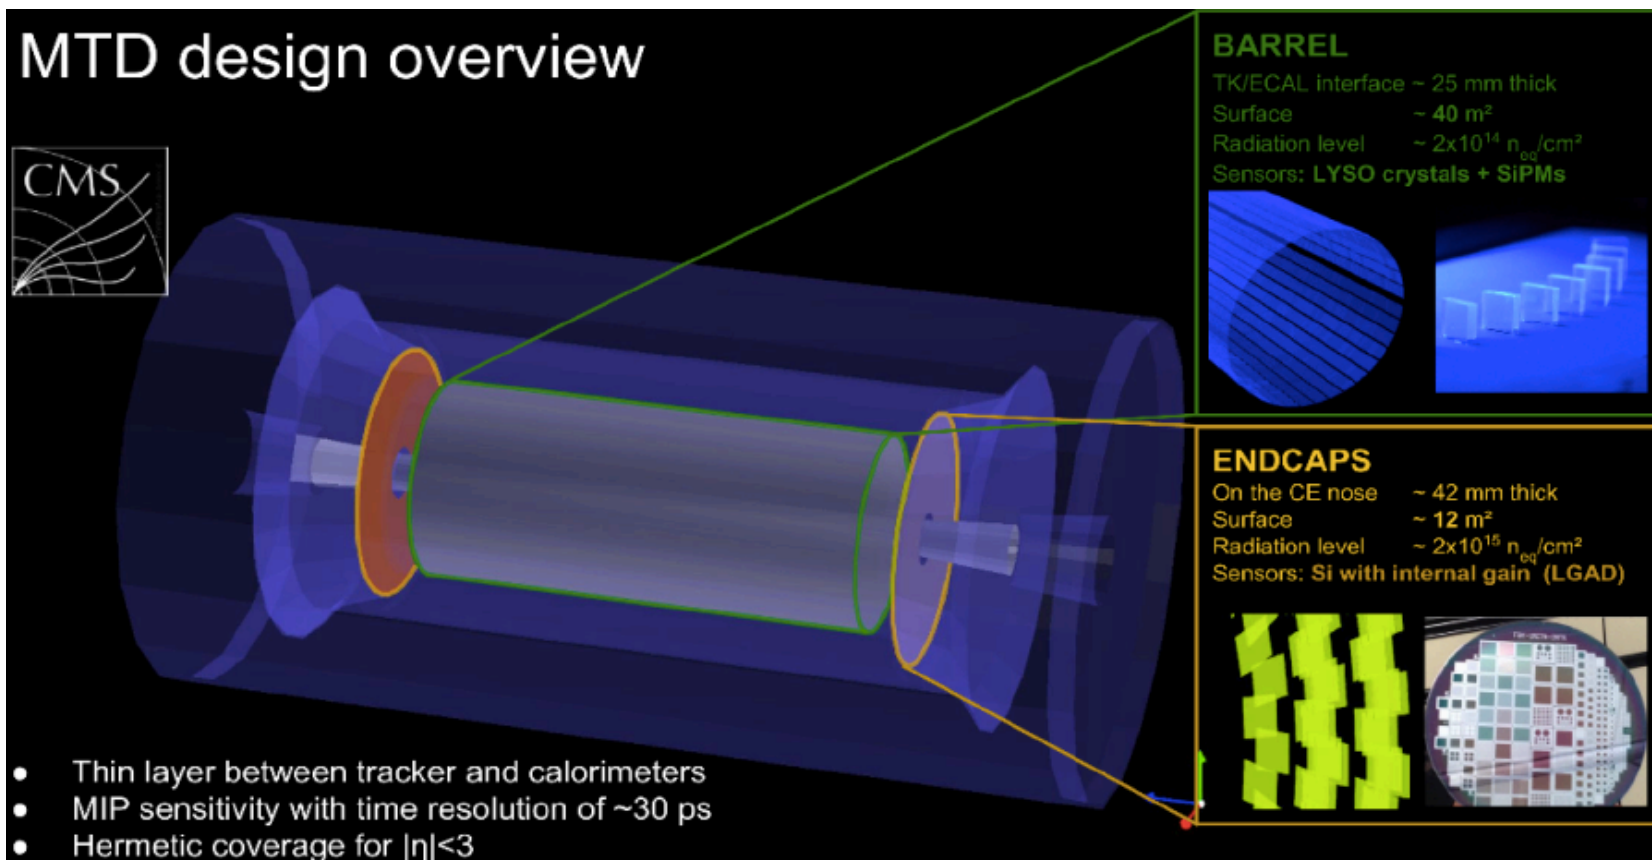 MTD design overview
CMS
BARREL
TK/ECAL interface ~ 25 mm thick
Surface ~ 40 m²
Radiation level ~ 2x10¹⁴ n_eq/cm²
Sensors: LYSO crystals + SiPMs
ENDCAPS
On the CE nose ~ 42 mm thick
Surface ~ 12 m²
Radiation level ~ 2x10¹⁵ n_eq/cm²
Sensors: Si with internal gain (LGAD)
● Thin layer between tracker and calorimeters
● MIP sensitivity with time resolution of ~30 ps
● Hermetic coverage for |η|<3